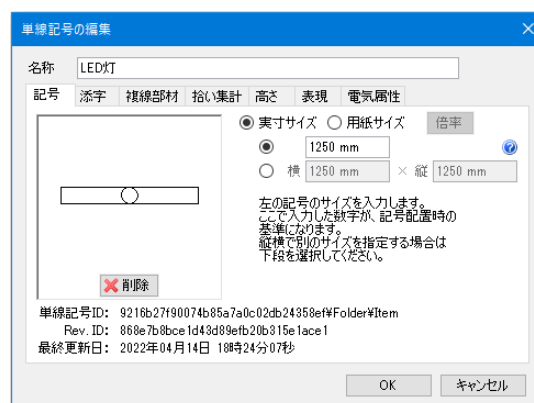 単線記号の編集
名称 LED灯
記号 添字 複線部材 拾い集計 高さ 表現 電気属性
実寸サイズ 用紙サイズ 倍率
1250 mm
横 1250 mm × 縦 1250 mm
左の記号のサイズを入力します。
ここで入力した数字が、記号配置時の
基準になります。
縦横で別のサイズを指定する場合は
下段を選択してください。
削除
単線記号ID: 9216b27f90074b85a7a0c02db24358ef¥Folder¥Item
Rev. ID: 868e7b8bce1d43d89efb20b315e1ace1
最終更新日: 2022年04月14日 18時24分07秒
OK キャンセル